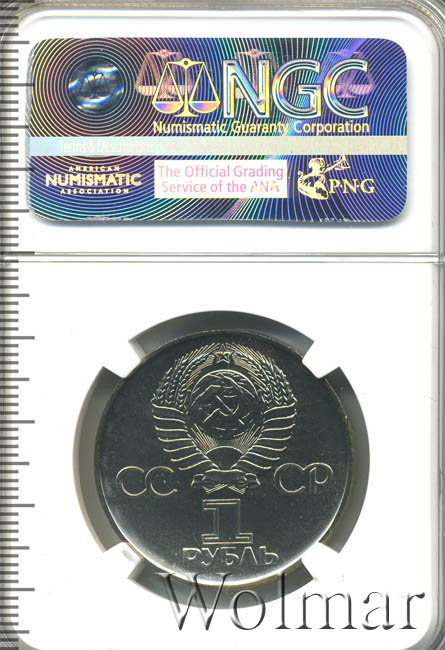 NGC
Numismatic Guaranty Corporation
AMERICAN
NUMISMATIC
ASSOCIATION
The Official Grading
Service of the ANA
P·N·G
СС СР
1
РУБЛЬ
Wolmar